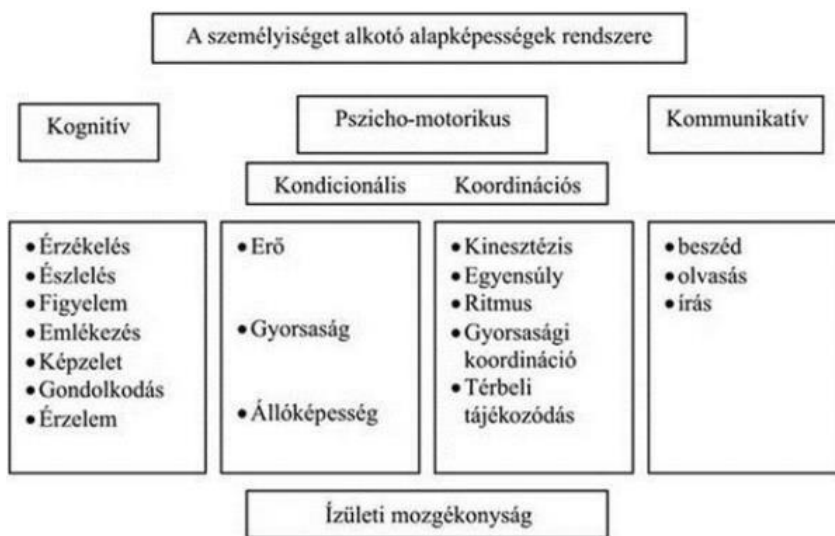 A személyiséget alkotó alapképességek rendszere
Kognitív
Pszicho-motorikus
Kommunikatív
Kondicionális Koordinációs
• Érzékelés
• Észlelés
• Figyelem
• Emlékezés
• Képzelet
• Gondolkodás
• Érzelem
• Erő
• Gyorsaság
• Állóképesség
• Kinesztézis
• Egyensúly
• Ritmus
• Gyorsasági
koordináció
• Térbeli
tájékozódás
• beszéd
• olvasás
• írás
Ízületi mozgékonyság